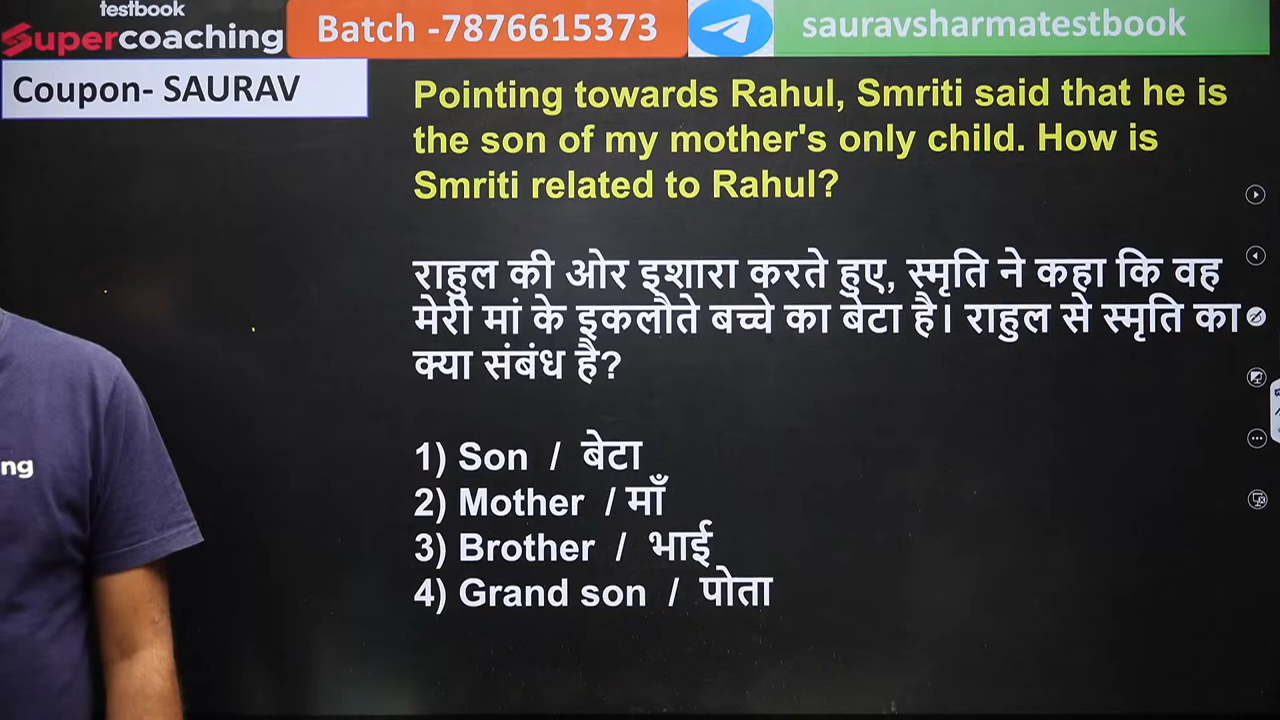 testbook
Supercoaching
Batch -7876615373
sauravsharmatestbook
Coupon- SAURAV
Pointing towards Rahul, Smriti said that he is
the son of my mother's only child. How is
Smriti related to Rahul?
राहुल की ओर इशारा करते हुए, स्मृति ने कहा कि वह
मेरी मां के इकलौते बच्चे का बेटा है। राहुल से स्मृति का
क्या संबंध है?
1) Son / बेटा
2) Mother / माँ
3) Brother / भाई
4) Grand son / पोता
ng